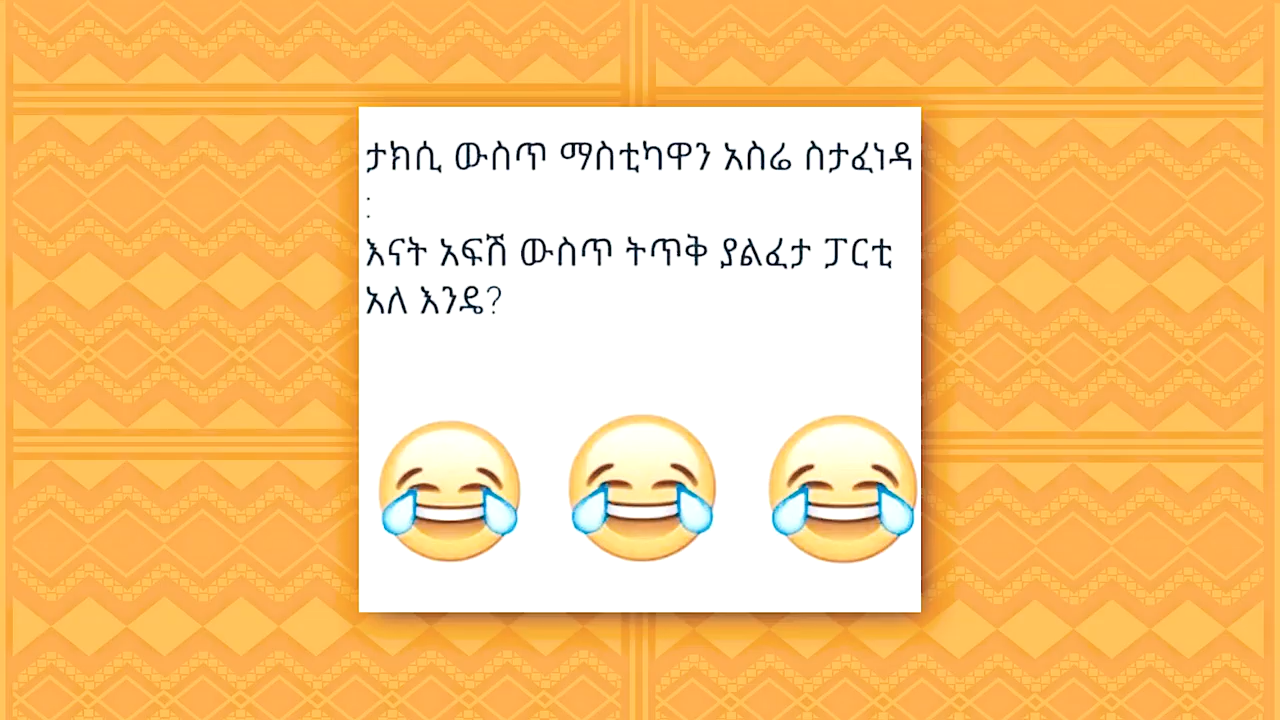 ታክሲ ውስጥ ማስቲካዋን አስሬ ስታፈነዳ
:
እናት አፍሽ ውስጥ ትጥቅ ያልፈታ ፓርቲ
አለ እንዴ?